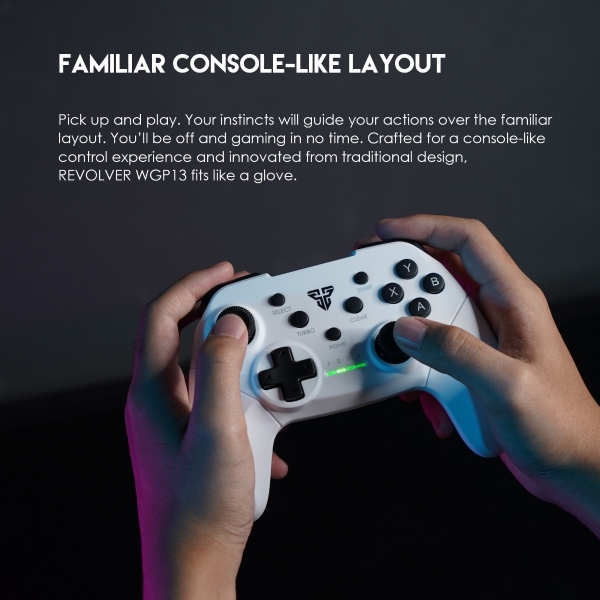 FAMILIAR CONSOLE-LIKE LAYOUT
Pick up and play. Your instincts will guide your actions over the familiar
layout. You'll be off and gaming in no time. Crafted for a console-like
control experience and innovated from traditional design,
REVOLVER WGP13 fits like a glove.
Y
START
B
X
SELECT
A
TURBO
CLEAR
HOME
1 2